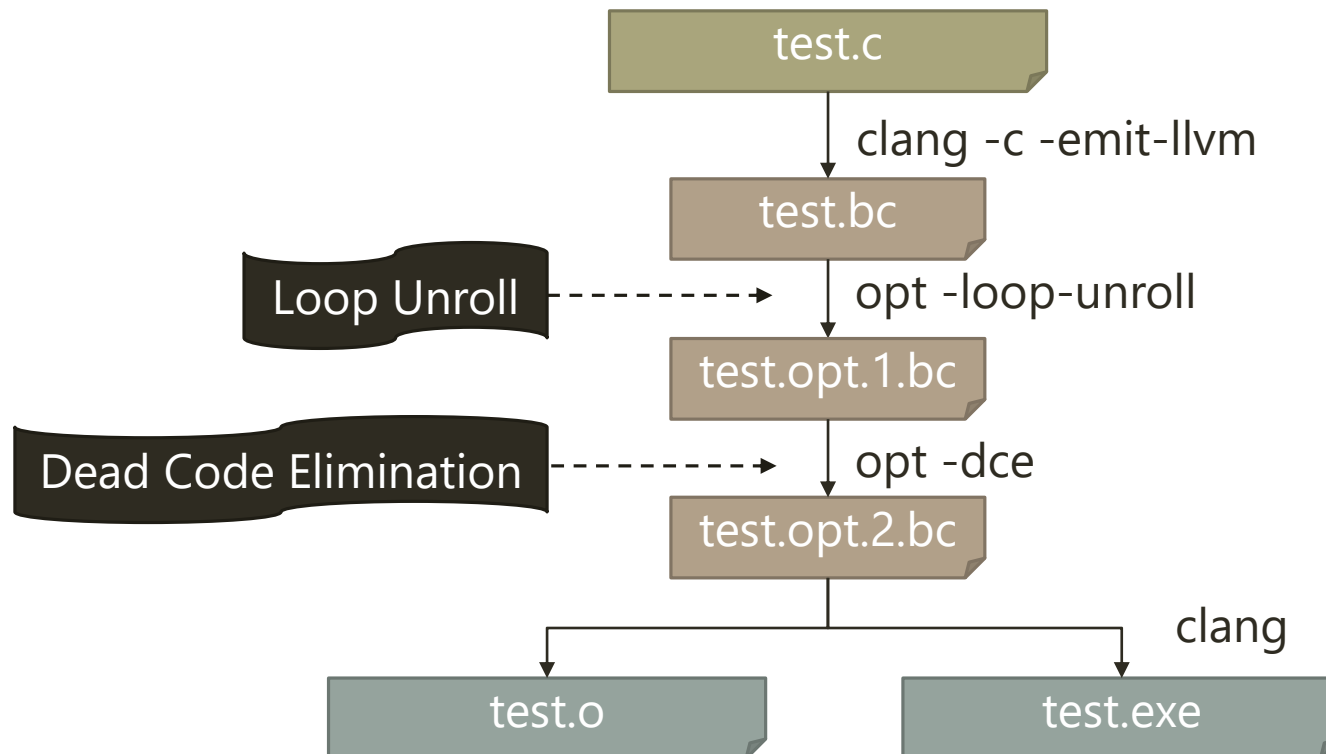 test.c
clang -c -emit-llvm
test.bc
Loop Unroll
opt -loop-unroll
test.opt.1.bc
Dead Code Elimination
opt -dce
test.opt.2.bc
clang
test.o
test.exe